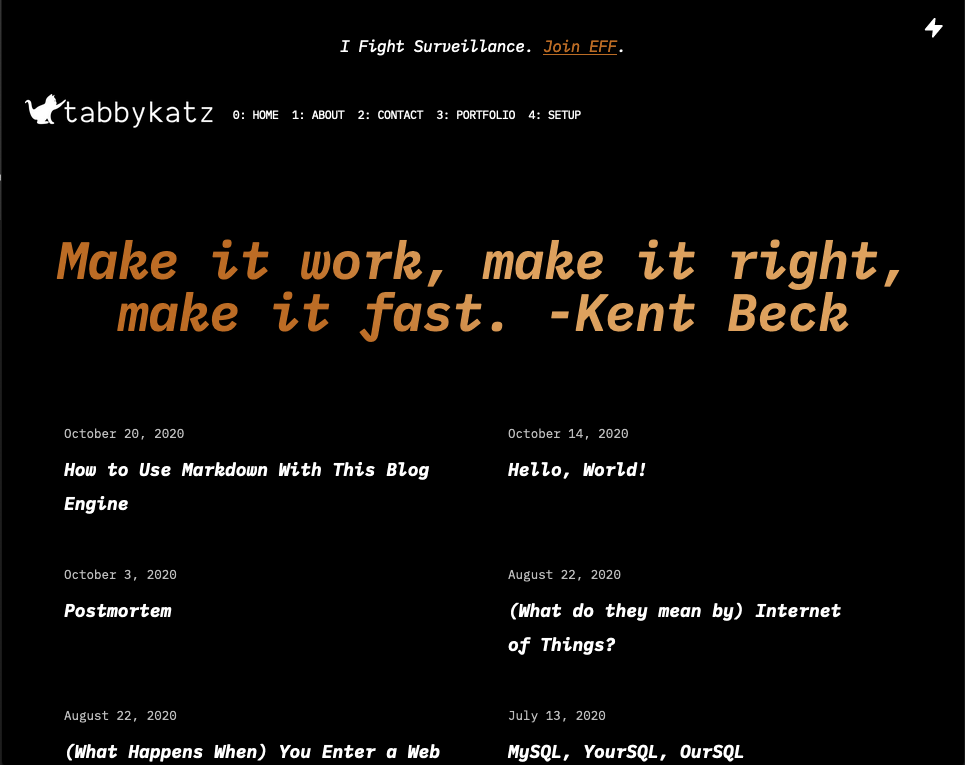 I Fight Surveillance. Join EFF.
tabbykatz
0: HOME 1: ABOUT 2: CONTACT 3: PORTFOLIO 4: SETUP
Make it work, make it right,
make it fast. -Kent Beck
October 20, 2020
How to Use Markdown With This Blog
Engine
October 14, 2020
Hello, World!
October 3, 2020
Postmortem
August 22, 2020
(What do they mean by) Internet
of Things?
August 22, 2020
(What Happens When) You Enter a Web
July 13, 2020
MySQL, YourSQL, OurSQL